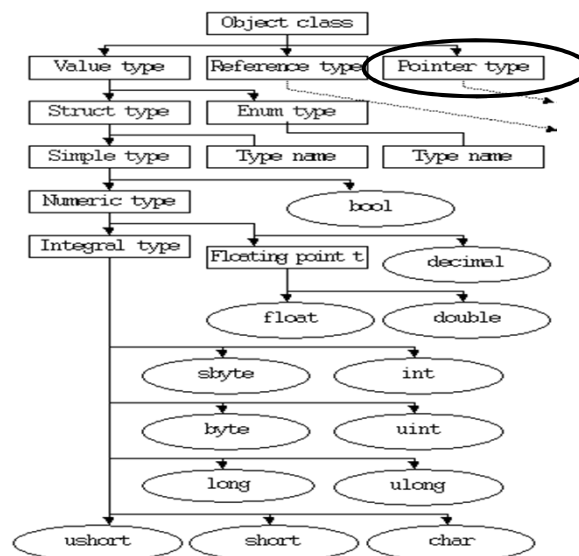 Object class
Value type Reference type Pointer type
Struct type Enum type
Simple type Type name Type name
Numeric type bool
Integral type Floating point t decimal
float double
sbyte int
byte uint
long ulong
ushort short char